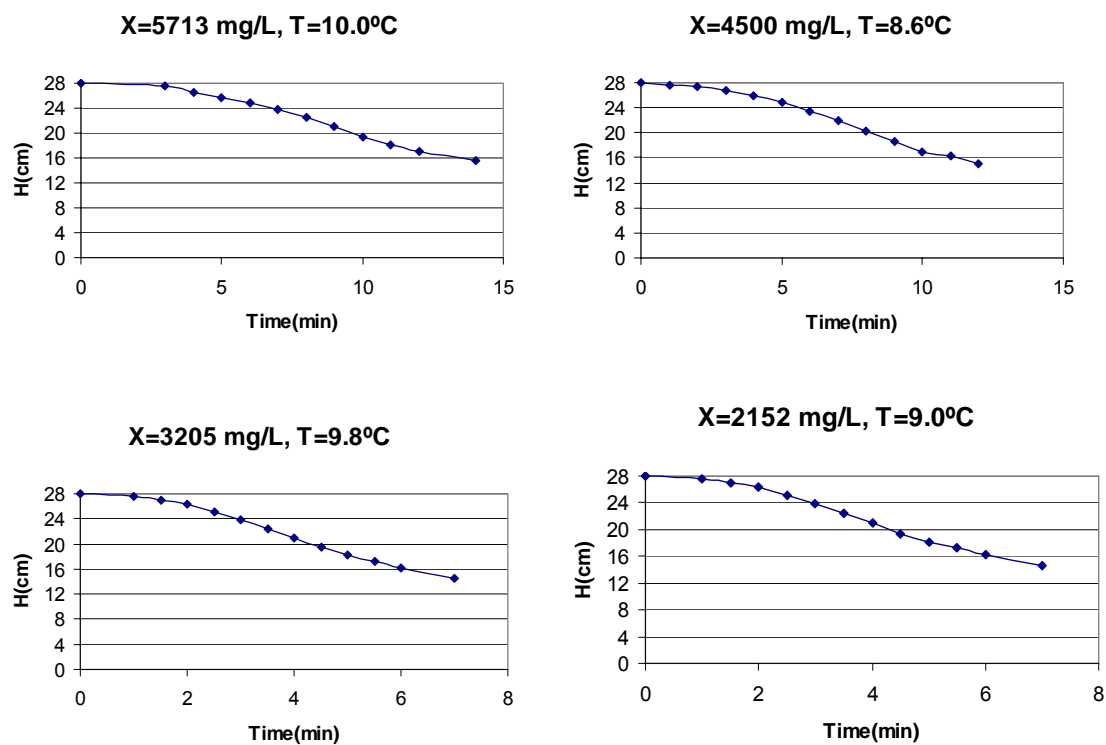 X=5713 mg/L, T=10.0ºC
H(cm)
28
24
20
16
12
8
4
0
0 5 10 15
Time(min)
X=4500 mg/L, T=8.6ºC
H(cm)
28
24
20
16
12
8
4
0
0 5 10 15
Time(min)
X=3205 mg/L, T=9.8ºC
H(cm)
28
24
20
16
12
8
4
0
0 2 4 6 8
Time(min)
X=2152 mg/L, T=9.0ºC
H(cm)
28
24
20
16
12
8
4
0
0 2 4 6 8
Time(min)